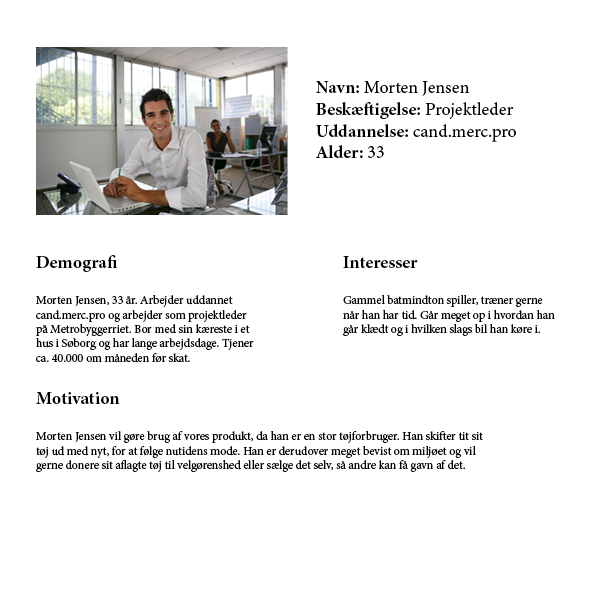 Navn: Morten Jensen
Beskæftigelse: Projektleder
Uddannelse: cand.merc.pro
Alder: 33
Demografi
Morten Jensen, 33 år. Arbejder uddannet
cand.merc.pro og arbejder som projektleder
på Metrobyggerriet. Bor med sin kæreste i et
hus i Søborg og har lange arbejdsdage. Tjener
ca. 40.000 om måneden før skat.
Interesser
Gammel batmindton spiller, træner gerne
når han har tid. Går meget op i hvordan han
går klædt og i hvilken slags bil han køre i.
Motivation
Morten Jensen vil gøre brug af vores produkt, da han er en stor tøjforbruger. Han skifter tit sit
tøj ud med nyt, for at følge nutidens mode. Han er derudover meget bevist om miljøet og vil
gerne donere sit aflagte tøj til velgørenshed eller sælge det selv, så andre kan få gavn af det.